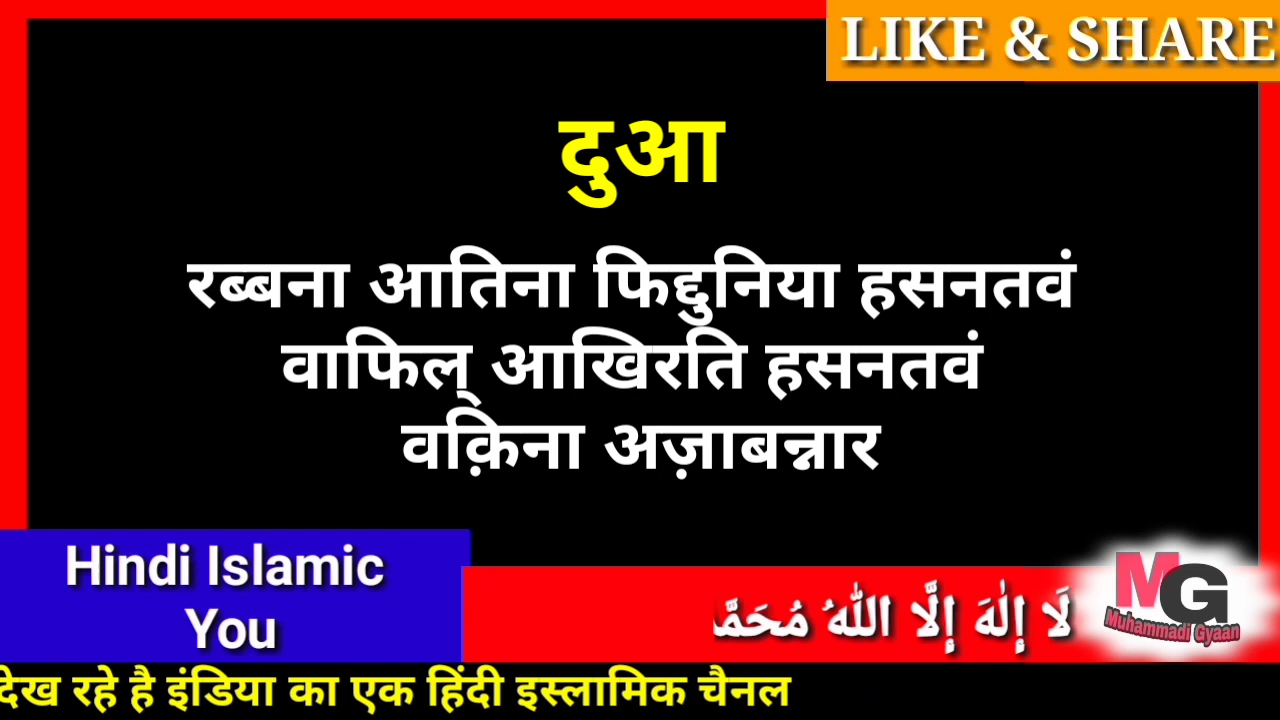 LIKE & SHARE
दुआ
रब्बना आतिना फिद्दुनिया हसनतवं
वाफिल् आखिरति हसनतवं
वक़िना अज़ाबन्नार
Hindi Islamic
You
لَا إِلٰهَ إِلَّا اللهُ مُحَمَّ
MG
Muhammadi Gyaan
देख रहे है इंडिया का एक हिंदी इस्लामिक चैनल